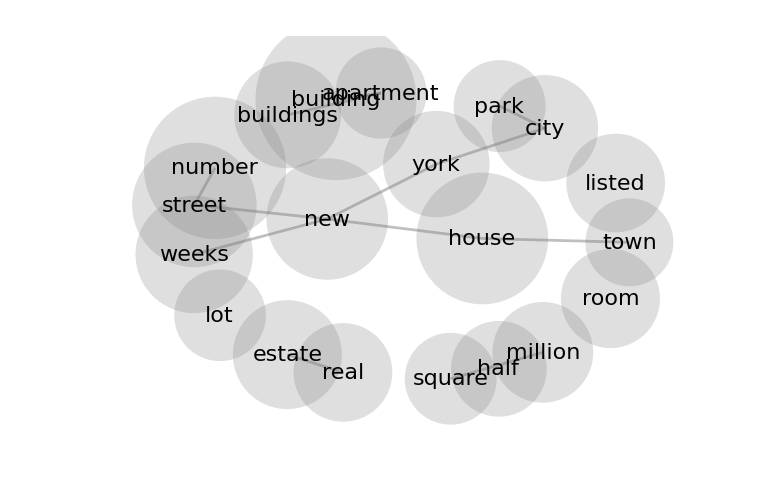 apartment
building
park
buildings
city
york
number
listed
street
new
house
town
weeks
room
lot
million
estate
half
real
square